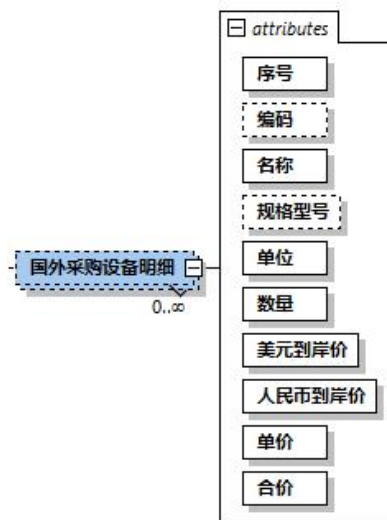 attributes
序号
编码
名称
规格型号
国外采购设备明细
0..∞
单位
数量
美元到岸价
人民币到岸价
单价
合价